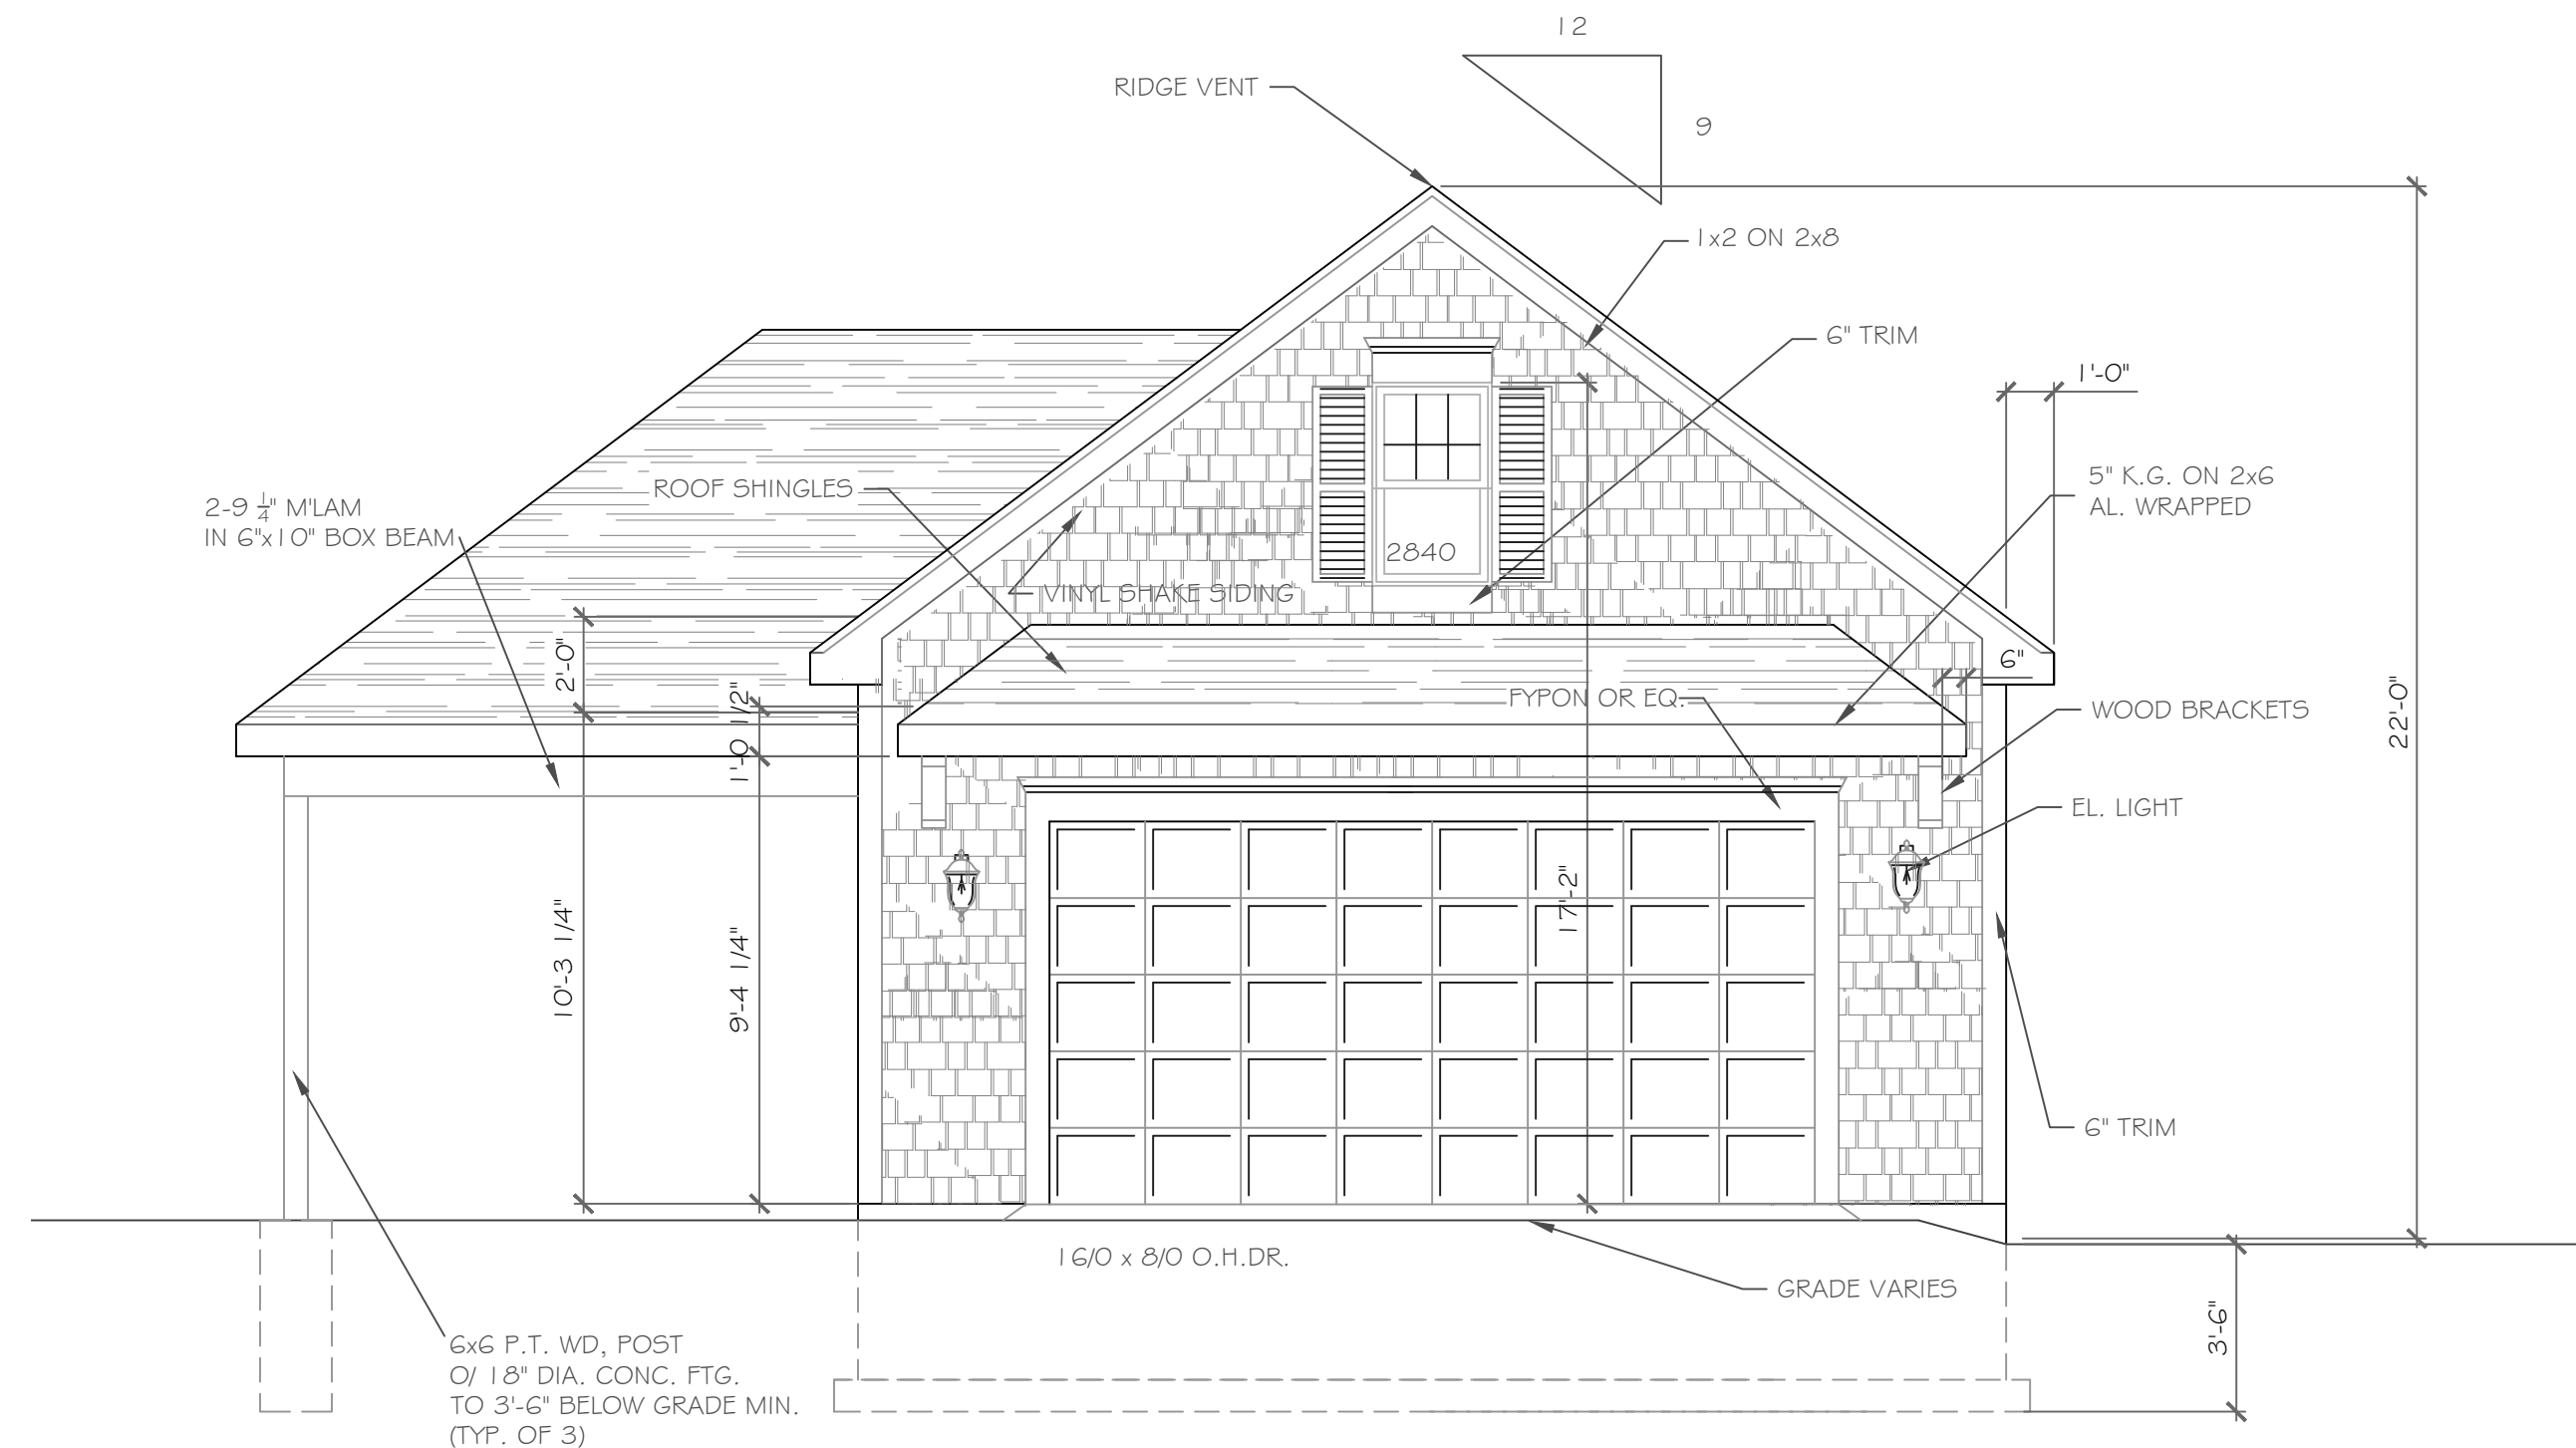 12
RIDGE VENT
9
1x2 ON 2x8
6" TRIM
1'-0"
5" K.G. ON 2x6
AL. WRAPPED
ROOF SHINGLES
2-9 1/4" M'LAM
IN 6"x10" BOX BEAM
2840
VINYL SHAKE SIDING
2'-0"
6"
1'-0 1/2"
FYPON OR EQ.
WOOD BRACKETS
22'-0"
EL. LIGHT
17'-2"
10'-3 1/4"
9'-4 1/4"
6" TRIM
16/0 x 8/0 O.H.DR.
GRADE VARIES
3'-6"
6x6 P.T. WD, POST
O/ 18" DIA. CONC. FTG.
TO 3'-6" BELOW GRADE MIN.
(TYP. OF 3)